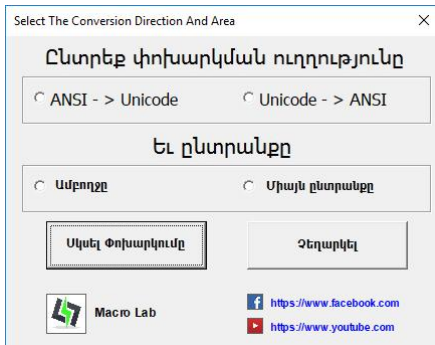 Select The Conversion Direction And Area
Ընտրեք փոխարկման ուղղությունը
ANSI - > Unicode Unicode - > ANSI
Եւ ընտրանքը
Ամբողջը Միայն ընտրանքը
Սկսել Փոխարկումը Չեղարկել
Macro Lab
https://www.facebook.com
https://www.youtube.com